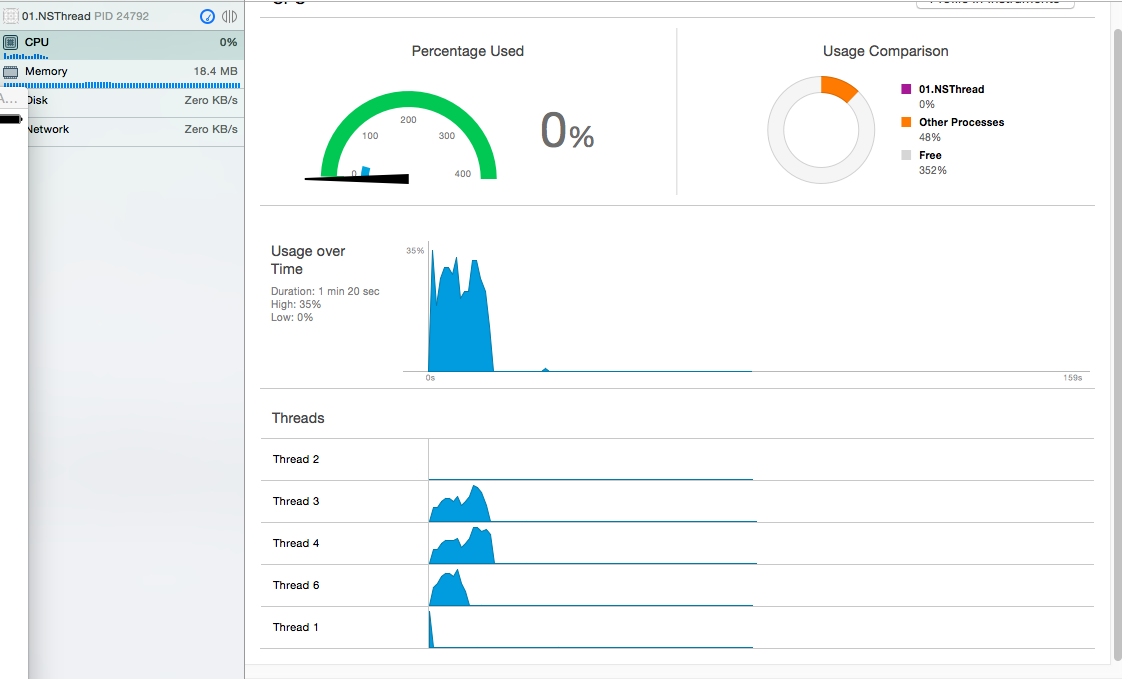 01.NSThread PID 24792
CPU 0%
Memory 18.4 MB
Zero KB/s
Network Zero KB/s
Percentage Used
0
100
200
300
400
0%
Usage Comparison
01.NSThread
0%
Other Processes
48%
Free
352%
Usage over
Time
Duration: 1 min 20 sec
High: 35%
Low: 0%
35%
0s
159s
Threads
Thread 2
Thread 3
Thread 4
Thread 6
Thread 1